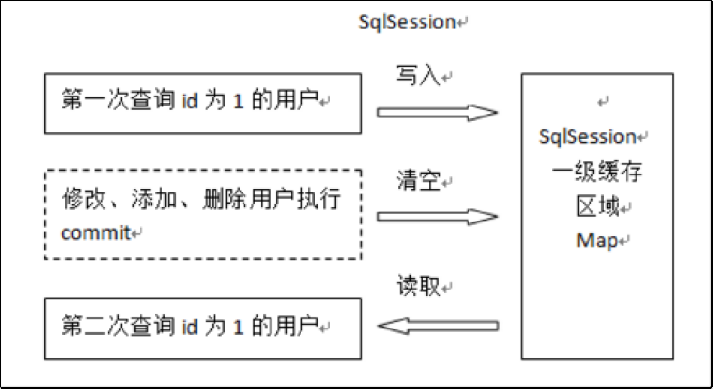 SqlSession
第一次查询 id 为 1 的用户
写入
修改、添加、删除用户执行
commit
清空
SqlSession
一级缓存
区域
Map
读取
第二次查询 id 为 1 的用户